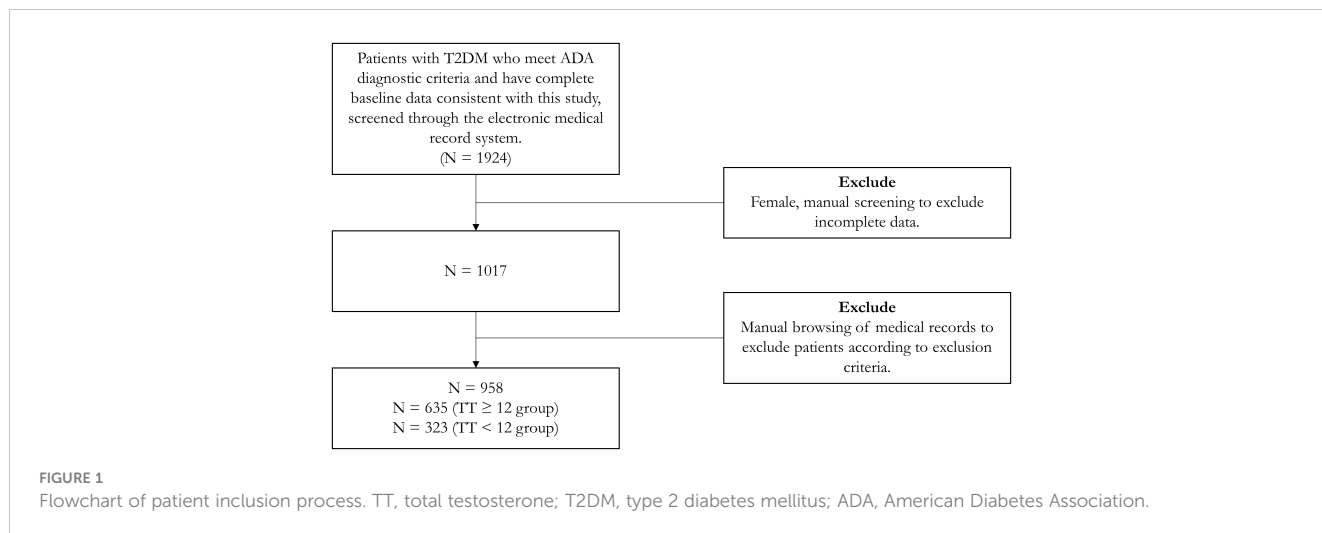 Patients with T2DM who meet ADA
diagnostic criteria and have complete
baseline data consistent with this study,
screened through the electronic medical
record system.
(N = 1924)
Exclude
Female, manual screening to exclude
incomplete data.
N = 1017
Exclude
Manual browsing of medical records to
exclude patients according to exclusion
criteria.
N = 958
N = 635 (TT ≥ 12 group)
N = 323 (TT < 12 group)
FIGURE 1
Flowchart of patient inclusion process. TT, total testosterone; T2DM, type 2 diabetes mellitus; ADA, American Diabetes Association.